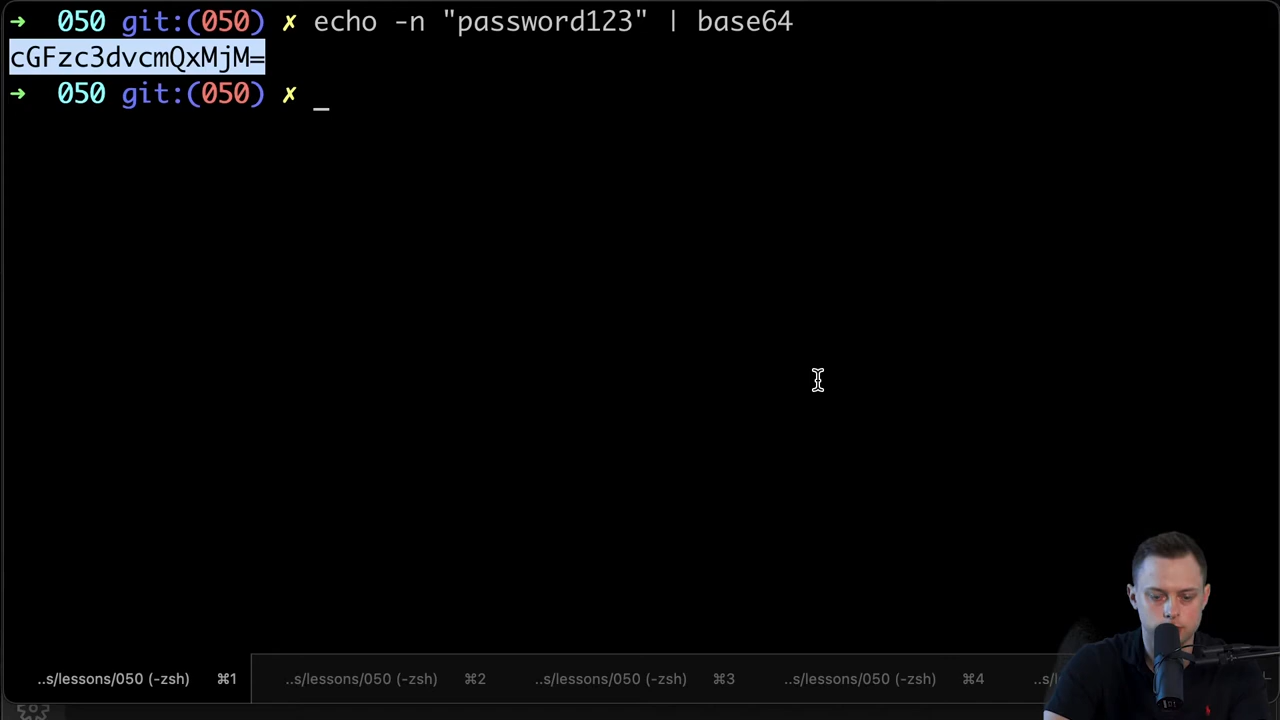 ➜ 050 git:(050) ✗ echo -n "password123" | base64
cGFzc3dvcmQxMjM=
➜ 050 git:(050) ✗ _
..s/lessons/050 (-zsh) ⌘1 ..s/lessons/050 (-zsh) ⌘2 ..s/lessons/050 (-zsh) ⌘3 ..s/lessons/050 (-zsh) ⌘4 ..s/l